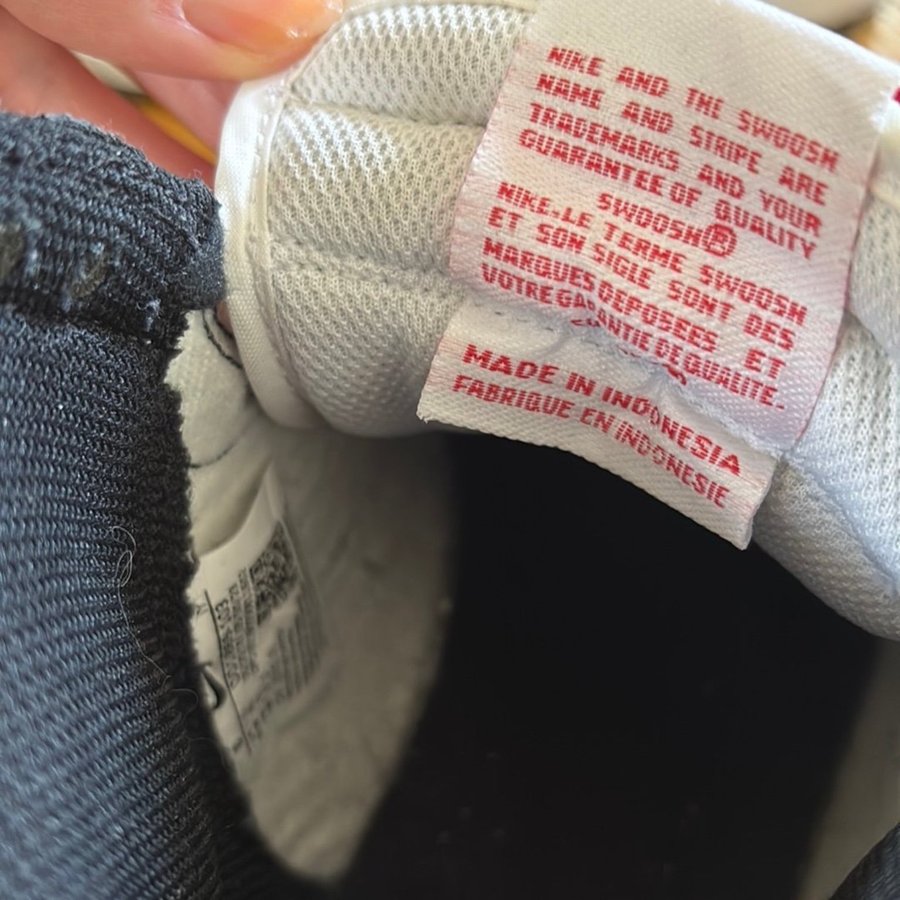 NIKE AND THE SWOOSH
NAME AND STRIPE ARE
TRADEMARKS AND YOUR
GUARANTEE OF QUALITY
SWOOSH®
NIKE.LE TERME SWOOSH
ET SON SIGLE SONT DES
MARQUES DEPOSEES ET
VOTRE GARANTIE DE QUALITE.
MADE IN INDONESIA
FABRIQUE EN INDONESIE